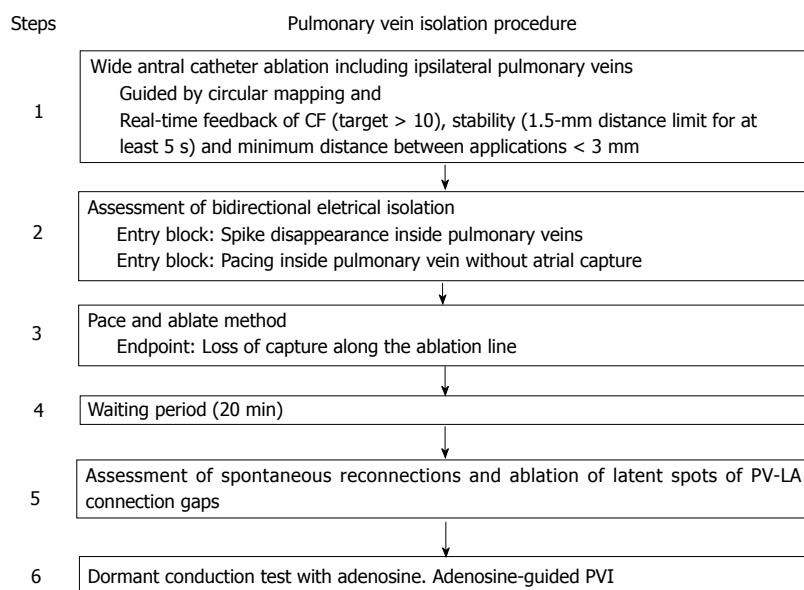 Steps Pulmonary vein isolation procedure
Wide antral catheter ablation including ipsilateral pulmonary veins
Guided by circular mapping and
1
Real-time feedback of CF (target > 10), stability (1.5-mm distance limit for at
least 5 s) and minimum distance between applications < 3 mm
Assessment of bidirectional eletrical isolation
2
Entry block: Spike disappearance inside pulmonary veins
Entry block: Pacing inside pulmonary vein without atrial capture
3
Pace and ablate method
Endpoint: Loss of capture along the ablation line
4 Waiting period (20 min)
Assessment of spontaneous reconnections and ablation of latent spots of PV-LA
5
connection gaps
6 Dormant conduction test with adenosine. Adenosine-guided PVI